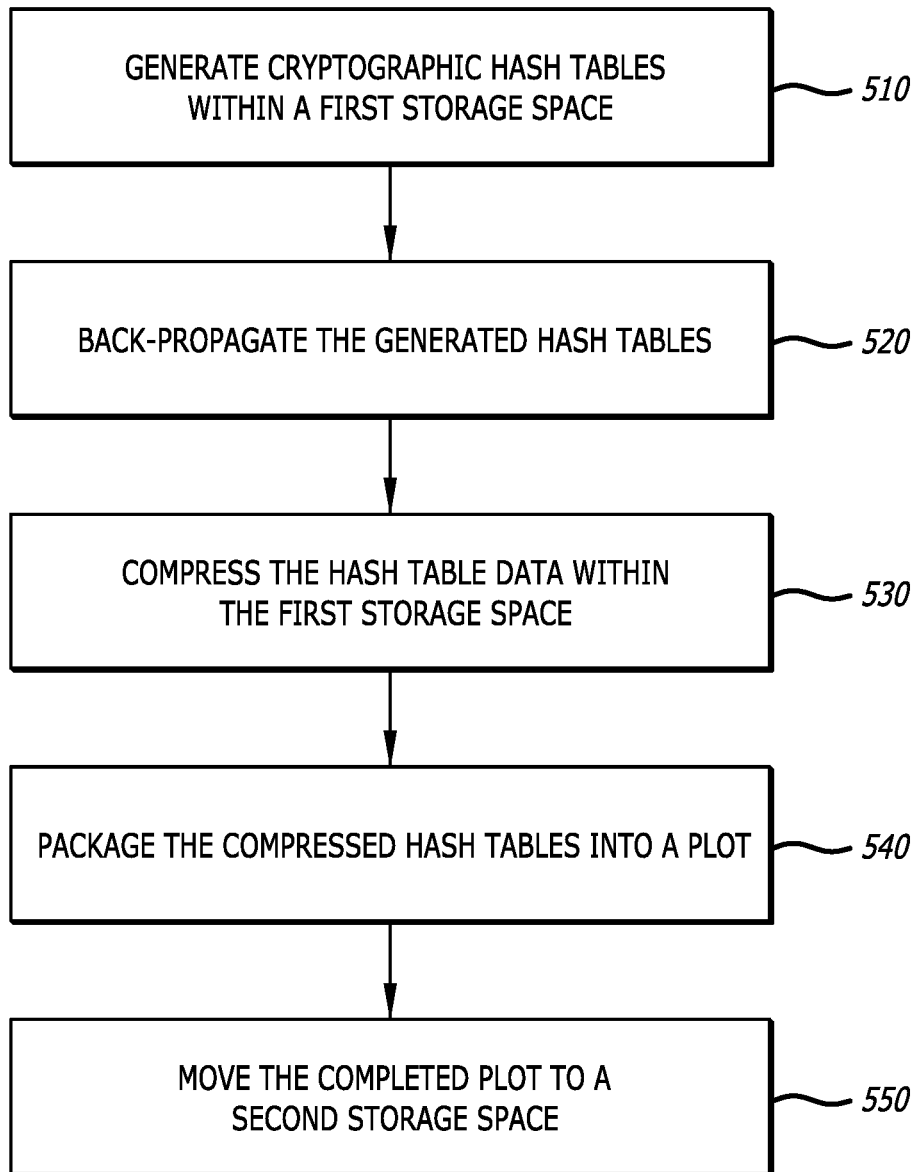 GENERATE CRYPTOGRAPHIC HASH TABLES
WITHIN A FIRST STORAGE SPACE
510
BACK-PROPAGATE THE GENERATED HASH TABLES
520
COMPRESS THE HASH TABLE DATA WITHIN
THE FIRST STORAGE SPACE
530
PACKAGE THE COMPRESSED HASH TABLES INTO A PLOT
540
MOVE THE COMPLETED PLOT TO A
SECOND STORAGE SPACE
550